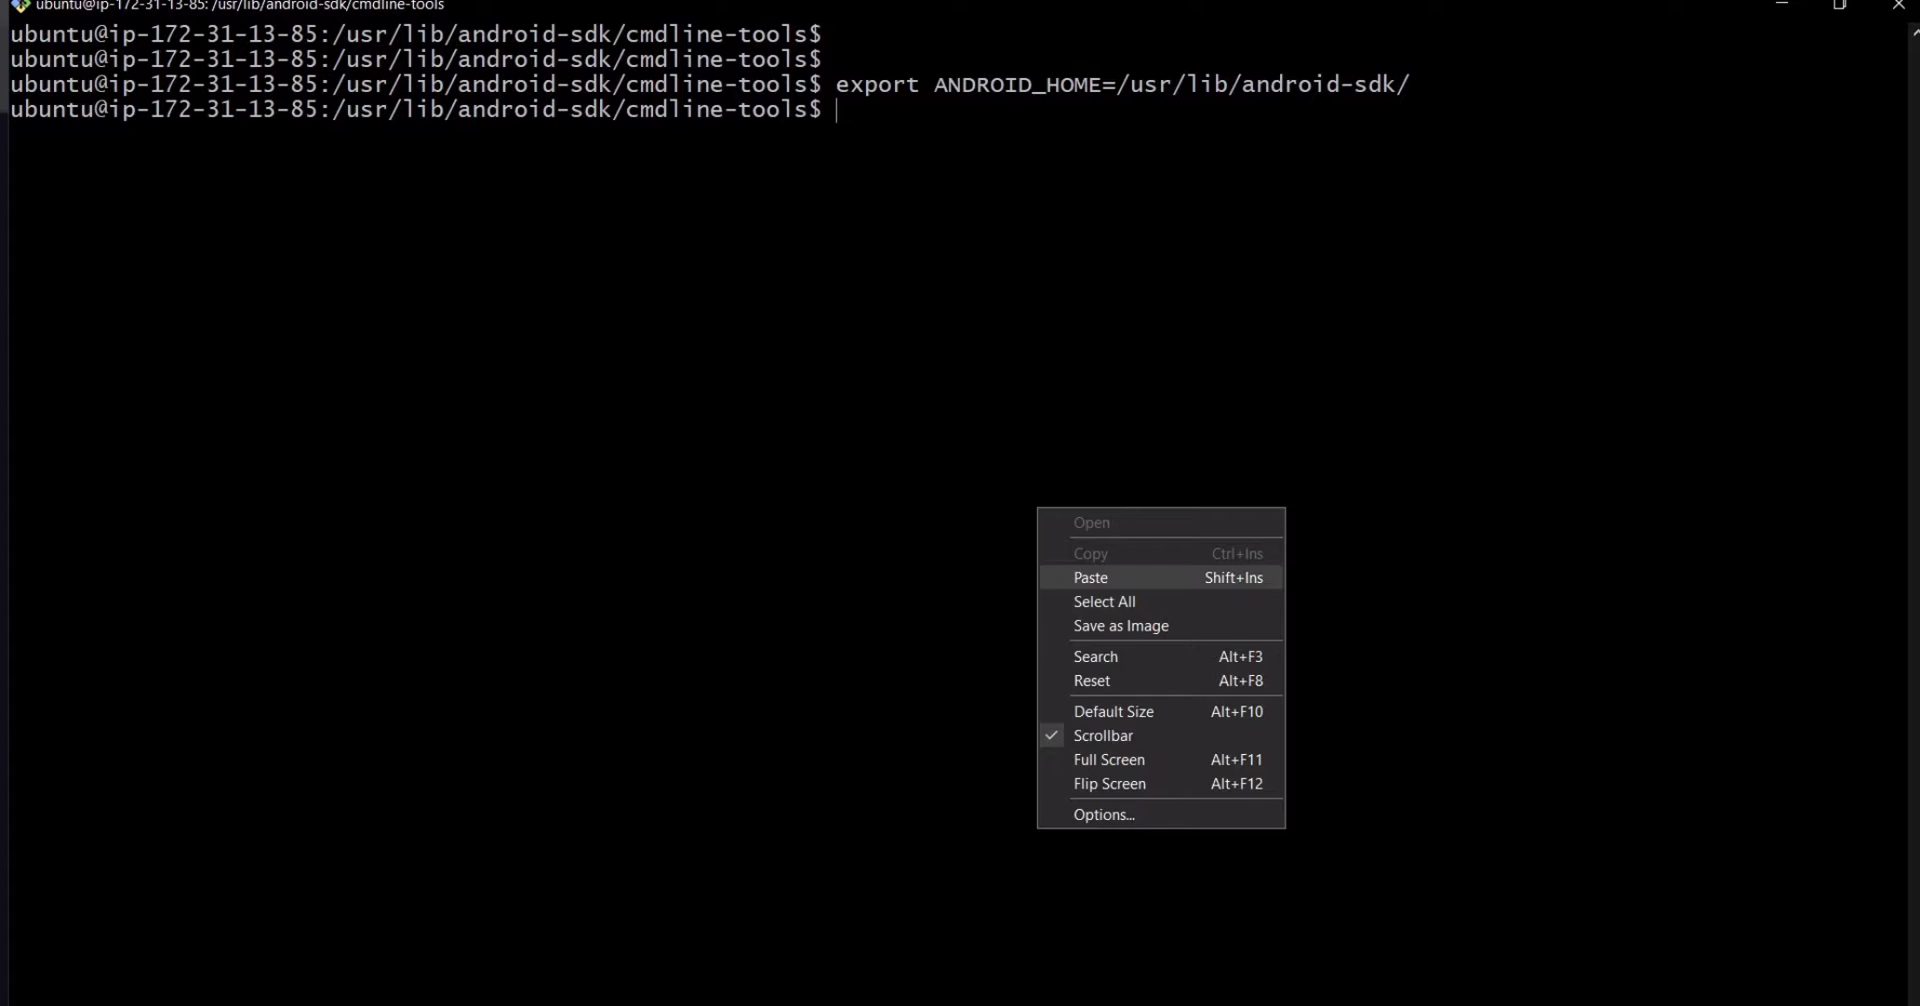 ubuntu@ip-172-31-13-85: /usr/lib/android-sdk/cmdline-tools
ubuntu@ip-172-31-13-85:/usr/lib/android-sdk/cmdline-tools$
ubuntu@ip-172-31-13-85:/usr/lib/android-sdk/cmdline-tools$
ubuntu@ip-172-31-13-85:/usr/lib/android-sdk/cmdline-tools$ export ANDROID_HOME=/usr/lib/android-sdk/
ubuntu@ip-172-31-13-85:/usr/lib/android-sdk/cmdline-tools$
Open
Copy Ctrl+Ins
Paste Shift+Ins
Select All
Save as Image
Search Alt+F3
Reset Alt+F8
Default Size Alt+F10
Scrollbar
Full Screen Alt+F11
Flip Screen Alt+F12
Options...